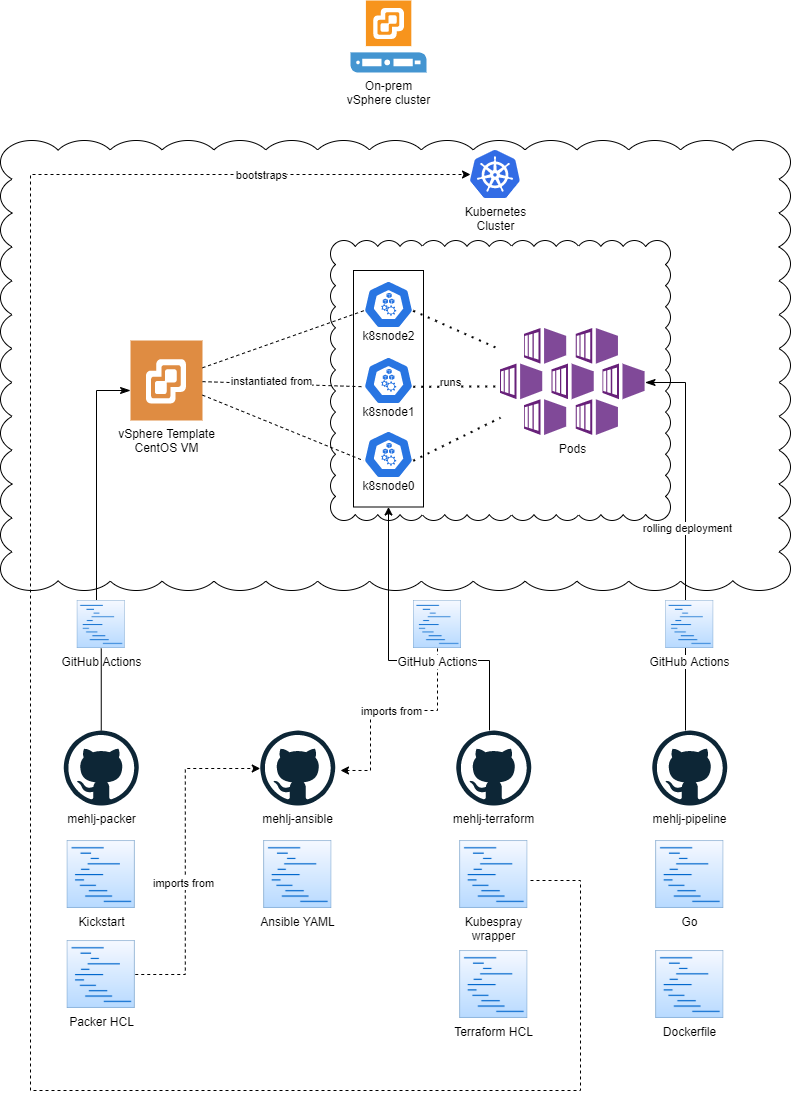 On-prem
vSphere cluster
bootstraps
Kubernetes
Cluster
k8snode2
instantiated from
runs
k8snode1
vSphere Template
CentOS VM
Pods
k8snode0
rolling deployment
GitHub Actions
GitHub Actions
GitHub Actions
imports from
mehlj-packer
mehlj-ansible
mehlj-terraform
mehlj-pipeline
imports from
Kickstart
Ansible YAML
Kubespray
wrapper
Go
Packer HCL
Terraform HCL
Dockerfile